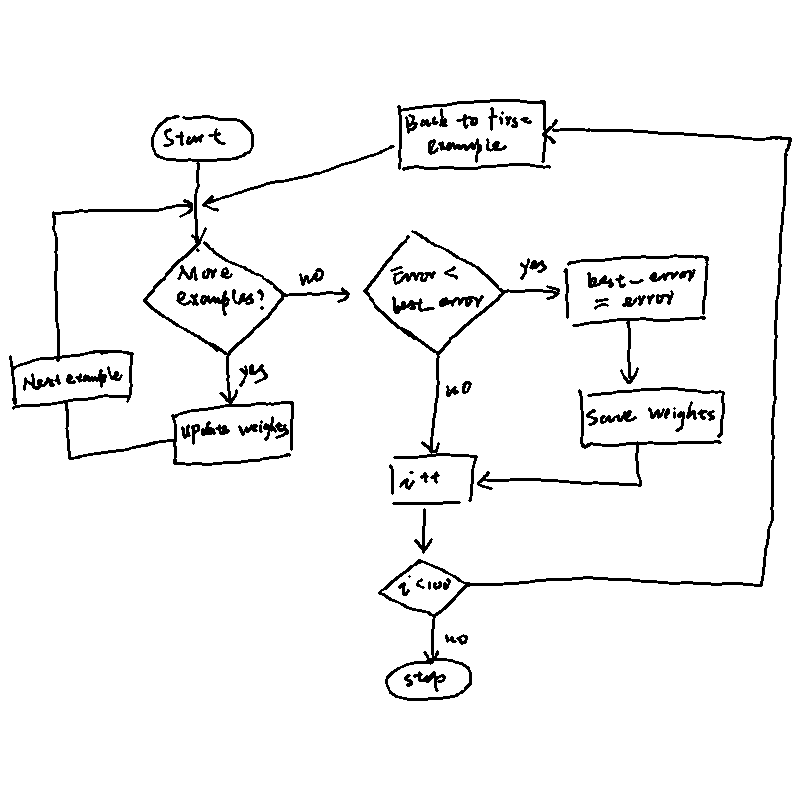 Start
Back to first
example
More
examples?
no
Error <
best_error
yes
best_error
= error
Next example
yes
Update weights
no
Save weights
i++
i < 100
no
stop